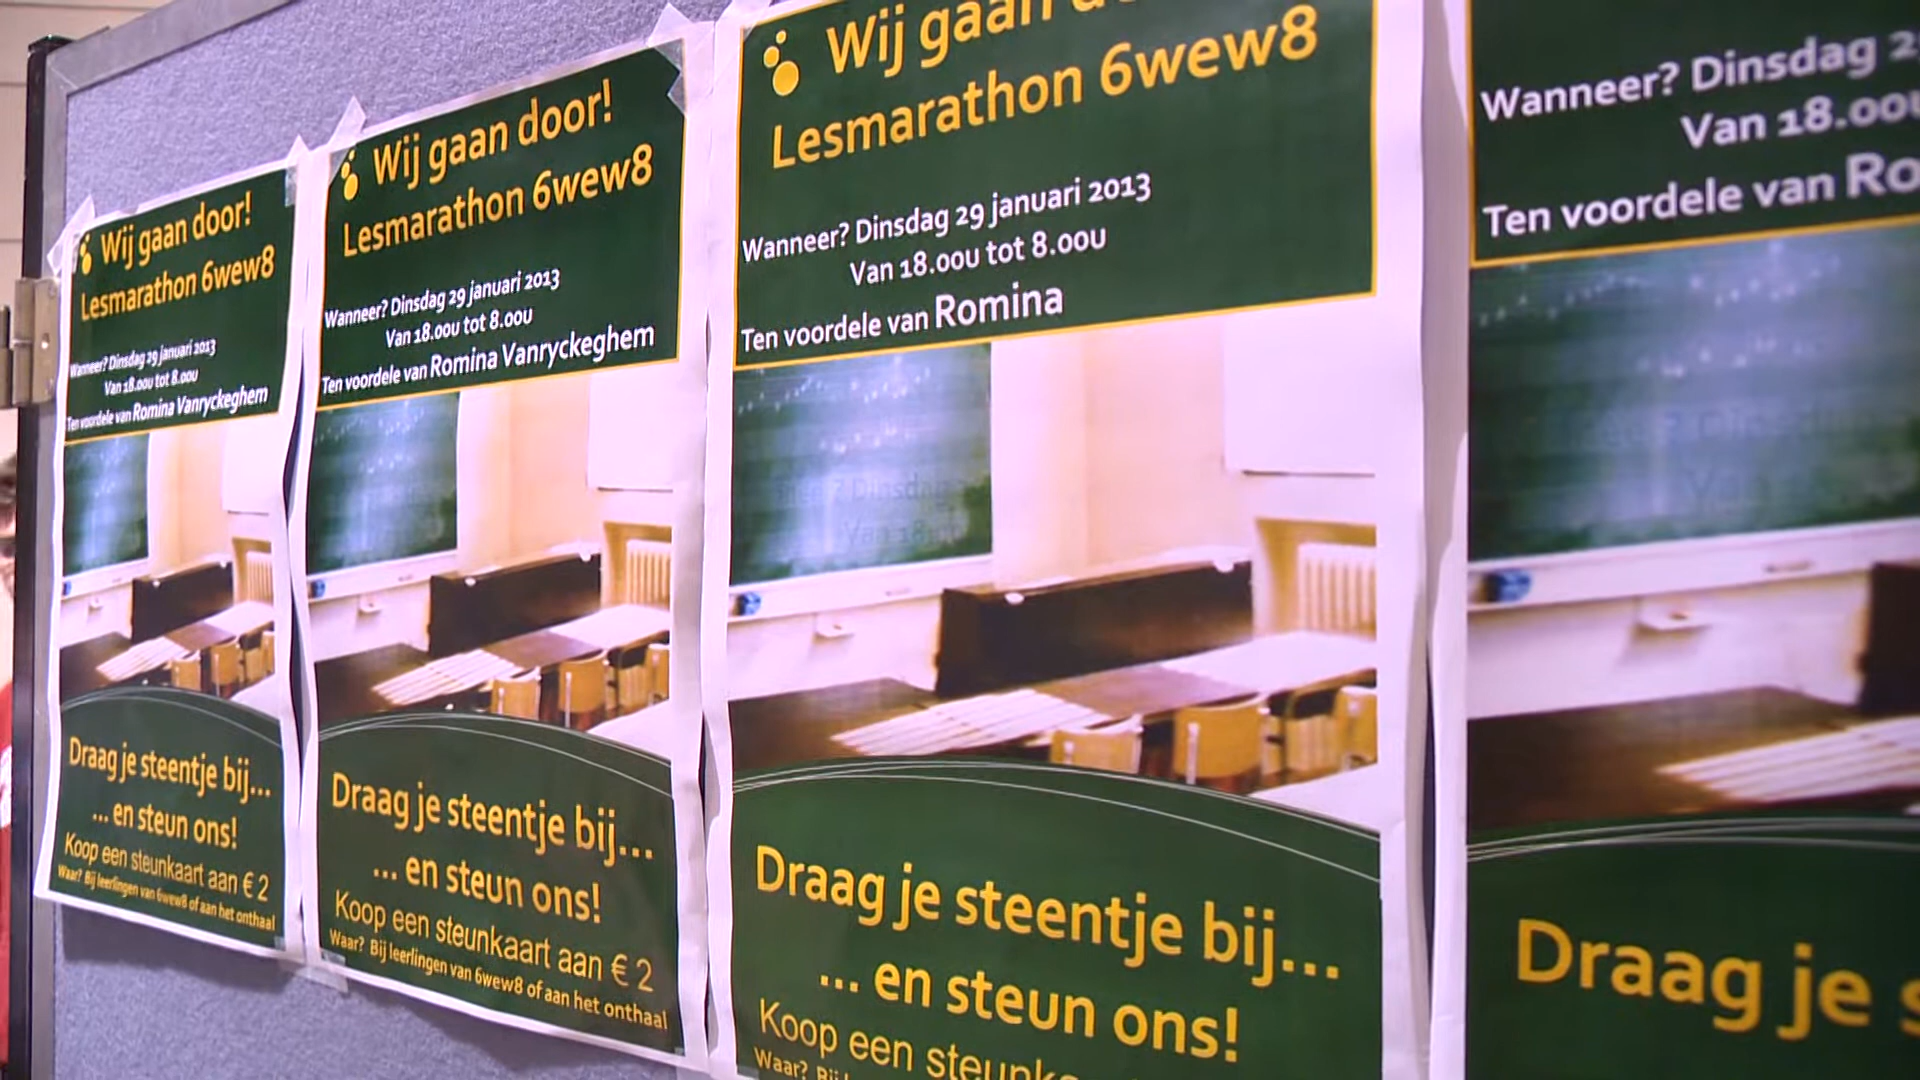 Wij gaan door!
Lesmarathon 6wew8
Wanneer? Dinsdag 29 januari 2013
Van 18.00u tot 8.00u
Ten voordele van Romina Vanryckeghem
Draag je steentje bij...
... en steun ons!
Koop een steunkaart aan € 2
Waar? Bij leerlingen van 6wew8 of aan het onthaal
Wij gaan door!
Lesmarathon 6wew8
Wanneer? Dinsdag 29 januari 2013
Van 18.00u tot 8.00u
Ten voordele van Romina Vanryckeghem
Draag je steentje bij...
... en steun ons!
Koop een steunkaart aan € 2
Waar? Bij leerlingen van 6wew8 of aan het onthaal
Wij gaan
Lesmarathon 6wew8
Wanneer? Dinsdag 29 januari 2013
Van 18.00u tot 8.00u
Ten voordele van Romina
Draag je steentje bij...
... en steun ons!
Koop een
Waar? Bij
Wanneer? Dinsdag
Van 18.00u
Ten voordele van
Draag je